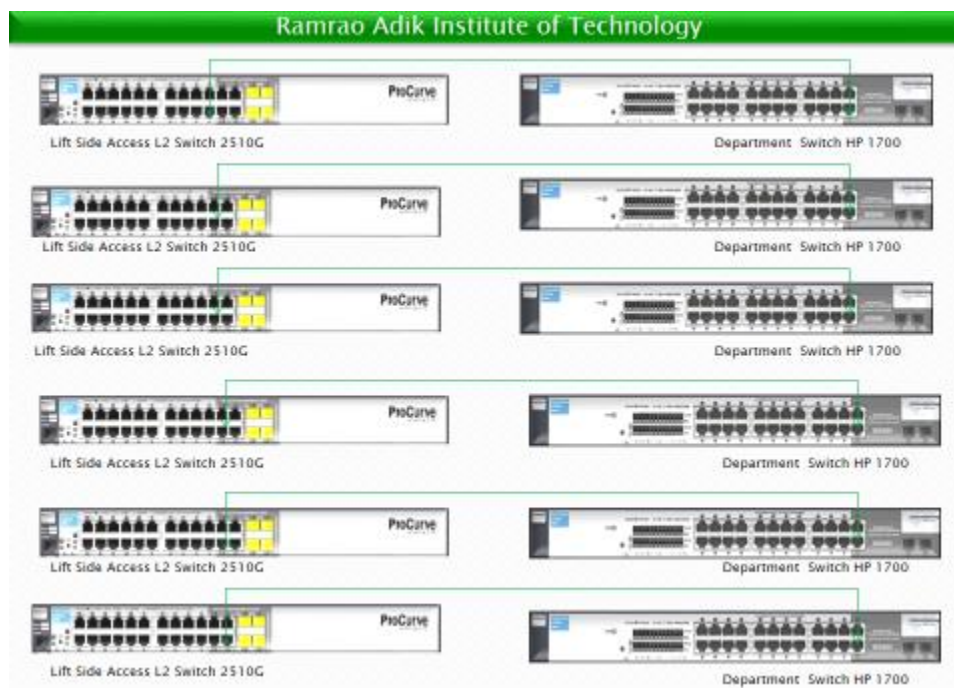 Ramrao Adik Institute of Technology
ProCurve
Lift Side Access L2 Switch 2510G
Department Switch HP 1700
ProCurve
Lift Side Access L2 Switch 2510G
Department Switch HP 1700
ProCurve
Lift Side Access L2 Switch 2510G
Department Switch HP 1700
ProCurve
Lift Side Access L2 Switch 2510G
Department Switch HP 1700
ProCurve
Lift Side Access L2 Switch 2510G
Department Switch HP 1700
ProCurve
Lift Side Access L2 Switch 2510G
Department Switch HP 1700